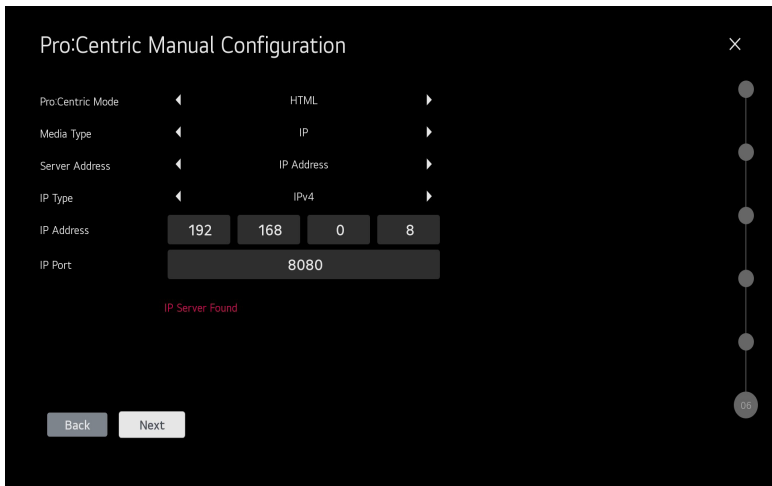 Pro:Centric Manual Configuration
Pro:Centric Mode HTML
Media Type IP
Server Address IP Address
IP Type IPv4
IP Address 192 168 0 8
IP Port 8080
IP Server Found
Back Next
06